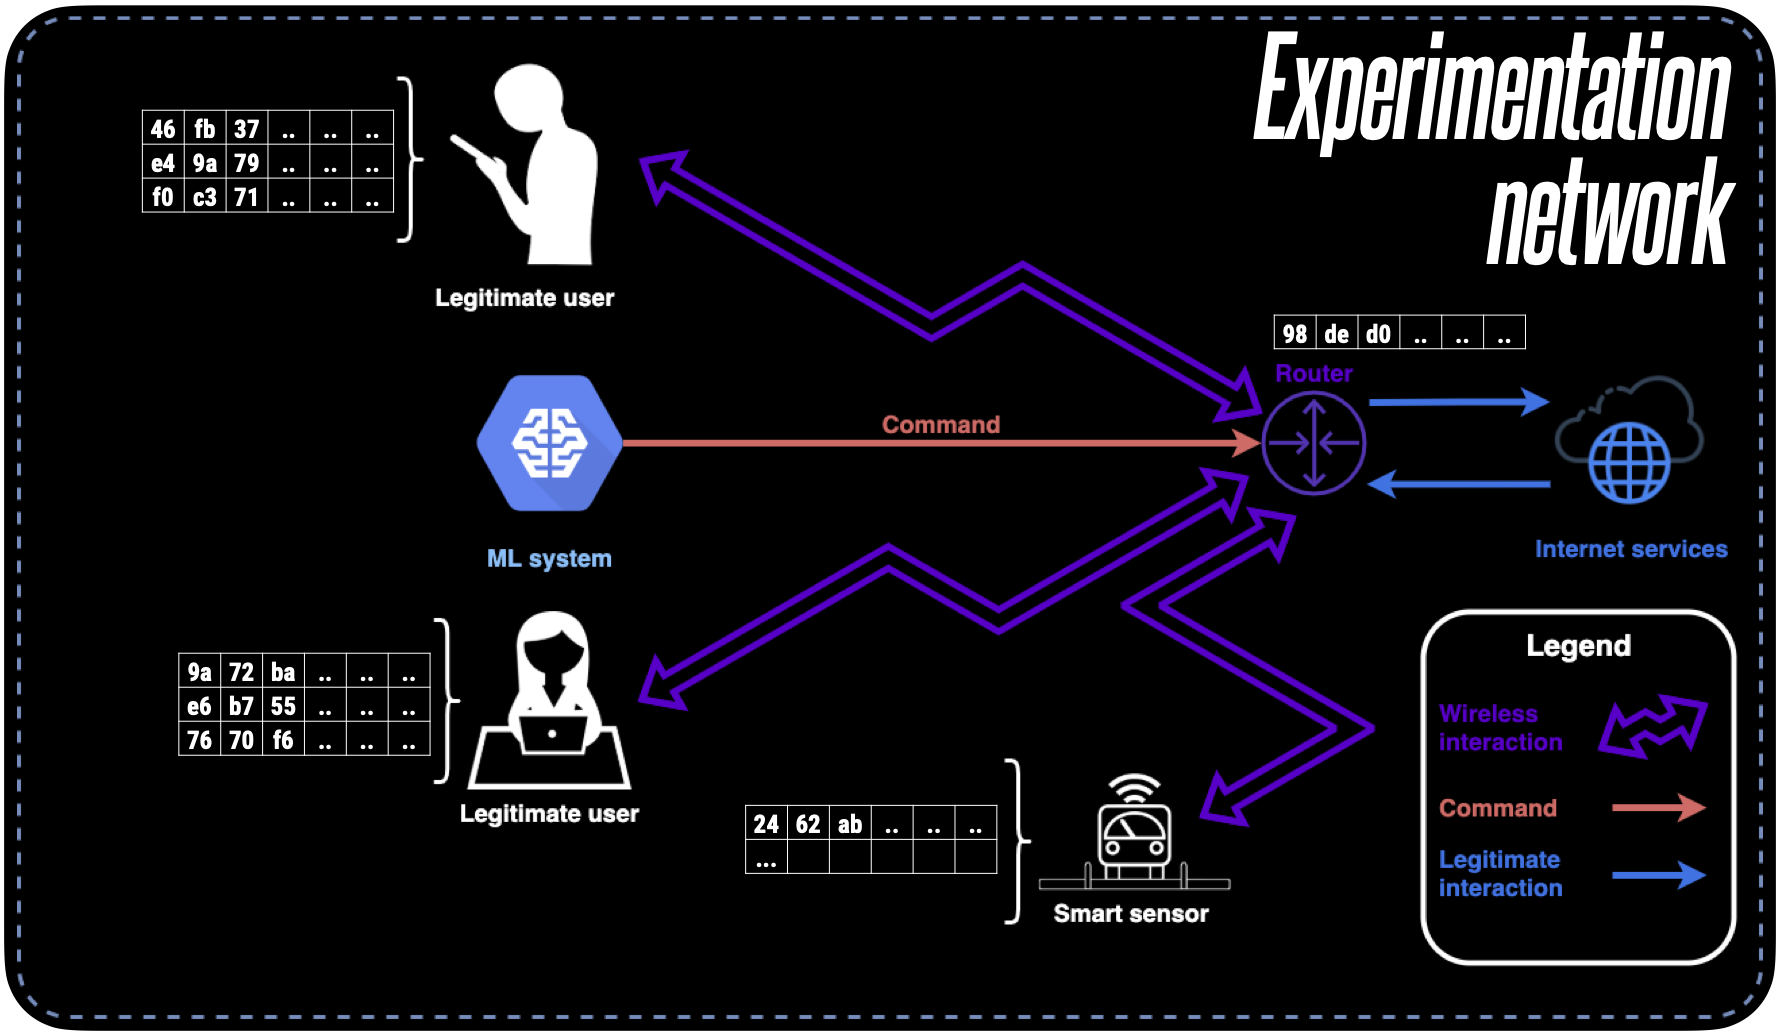 Experimentation
network
46 fb 37 .. .. ..
e4 9a 79 .. .. ..
f0 c3 71 .. .. ..
Legitimate user
98 de d0 .. .. ..
Router
Command
ML system
Internet services
9a 72 ba .. .. ..
e6 b7 55 .. .. ..
76 70 f6 .. .. ..
Legitimate user
24 62 ab .. .. ..
...
Smart sensor
Legend
Wireless
interaction
Command
Legitimate
interaction